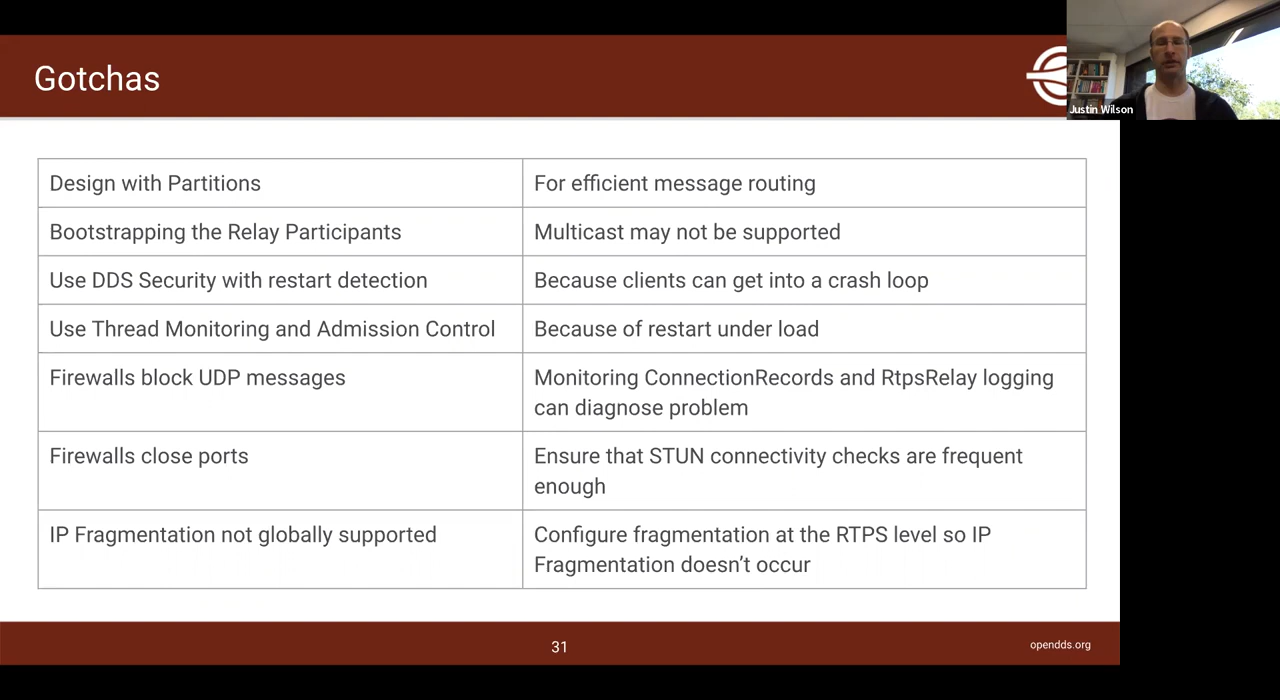 Gotchas
Justin Wilson
Design with Partitions
For efficient message routing
Bootstrapping the Relay Participants
Multicast may not be supported
Use DDS Security with restart detection
Because clients can get into a crash loop
Use Thread Monitoring and Admission Control
Because of restart under load
Firewalls block UDP messages
Monitoring ConnectionRecords and RtpsRelay logging
can diagnose problem
Firewalls close ports
Ensure that STUN connectivity checks are frequent
enough
IP Fragmentation not globally supported
Configure fragmentation at the RTPS level so IP
Fragmentation doesn’t occur
31
opendds.org